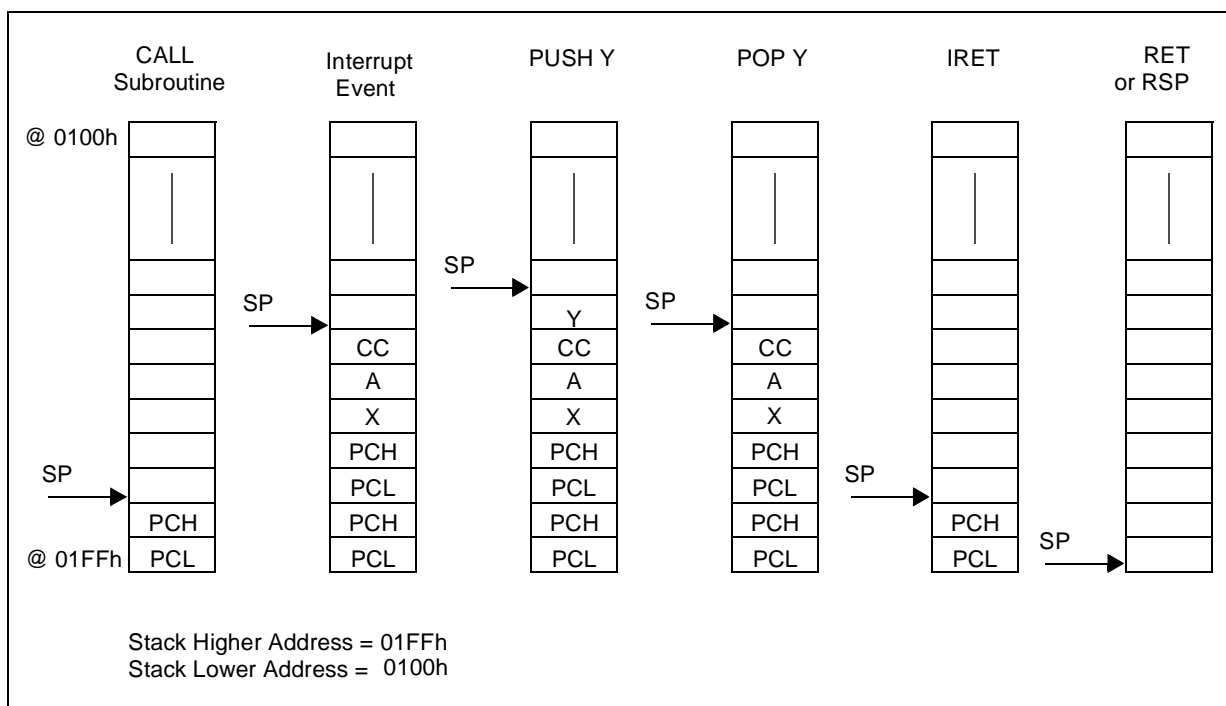 CALL
Subroutine
Interrupt
Event
PUSH Y
POP Y
IRET
RET
or RSP
@ 0100h
SP
SP
SP
Y
SP
CC
CC
CC
A
A
A
X
X
X
PCH
PCH
PCH
SP
PCL
PCL
PCL
SP
PCH
PCH
PCH
PCH
PCH
SP
@ 01FFh
PCL
PCL
PCL
PCL
PCL
Stack Higher Address = 01FFh
Stack Lower Address = 0100h